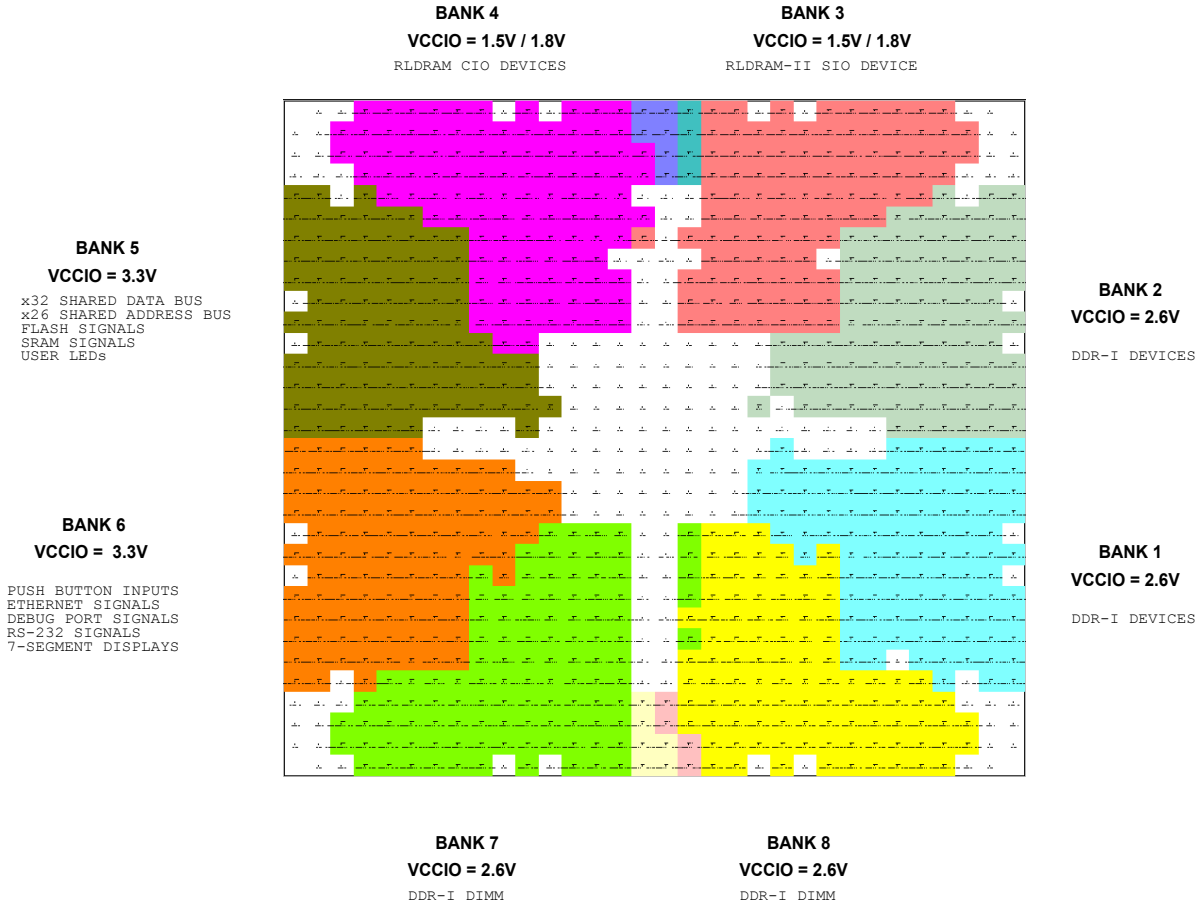 BANK 4
VCCIO = 1.5V / 1.8V
RLDRAM CIO DEVICES
BANK 3
VCCIO = 1.5V / 1.8V
RLDRAM-II SIO DEVICE
BANK 5
VCCIO = 3.3V
x32 SHARED DATA BUS
x26 SHARED ADDRESS BUS
FLASH SIGNALS
SRAM SIGNALS
USER LEDs
BANK 2
VCCIO = 2.6V
DDR-I DEVICES
BANK 6
VCCIO = 3.3V
PUSH BUTTON INPUTS
ETHERNET SIGNALS
DEBUG PORT SIGNALS
RS-232 SIGNALS
7-SEGMENT DISPLAYS
BANK 1
VCCIO = 2.6V
DDR-I DEVICES
BANK 7
VCCIO = 2.6V
DDR-I DIMM
BANK 8
VCCIO = 2.6V
DDR-I DIMM